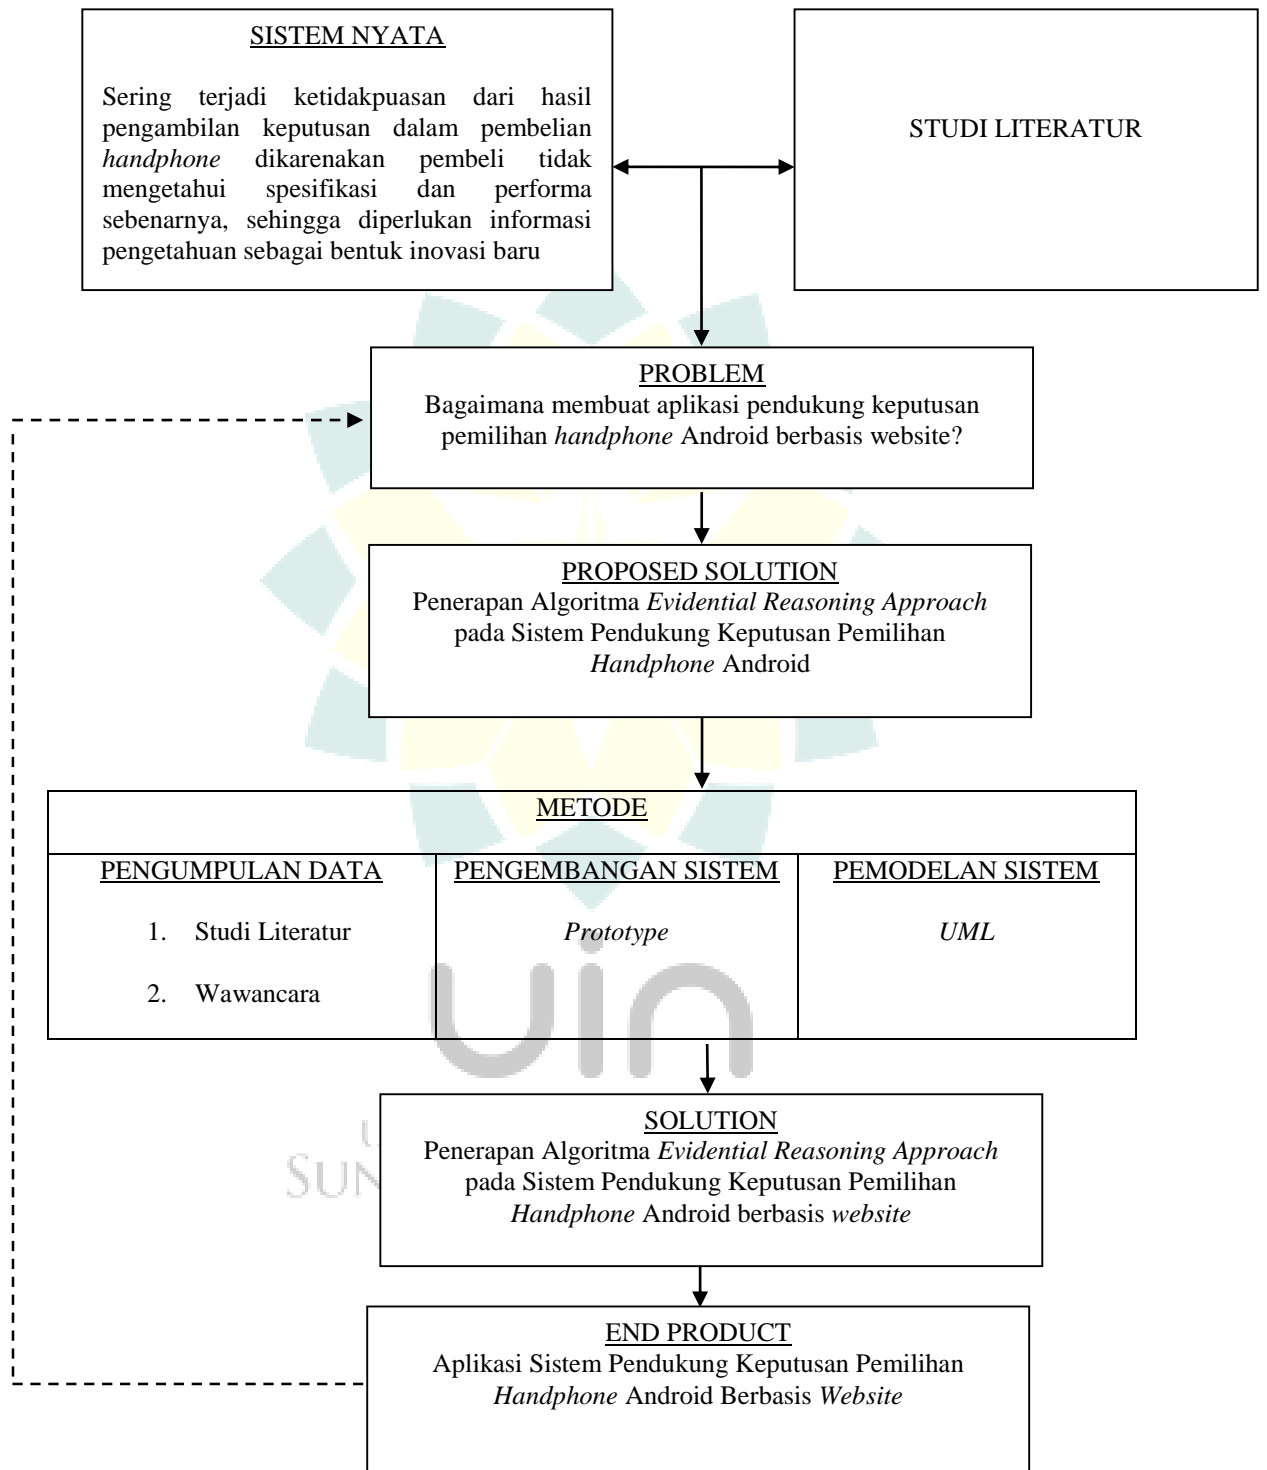 SISTEM NYATA
Sering terjadi ketidakpuasan dari hasil
pengambilan keputusan dalam pembelian
handphone dikarenakan pembeli tidak
mengetahui spesifikasi dan performa
sebenarnya, sehingga diperlukan informasi
pengetahuan sebagai bentuk inovasi baru
STUDI LITERATUR
PROBLEM
Bagaimana membuat aplikasi pendukung keputusan
pemilihan handphone Android berbasis website?
PROPOSED SOLUTION
Penerapan Algoritma Evidential Reasoning Approach
pada Sistem Pendukung Keputusan Pemilihan
Handphone Android
METODE
PENGUMPULAN DATA
1. Studi Literatur
2. Wawancara
PENGEMBANGAN SISTEM
Prototype
PEMODELAN SISTEM
UML
uin
SOLUTION
Penerapan Algoritma Evidential Reasoning Approach
pada Sistem Pendukung Keputusan Pemilihan
Handphone Android berbasis website
END PRODUCT
Aplikasi Sistem Pendukung Keputusan Pemilihan
Handphone Android Berbasis Website